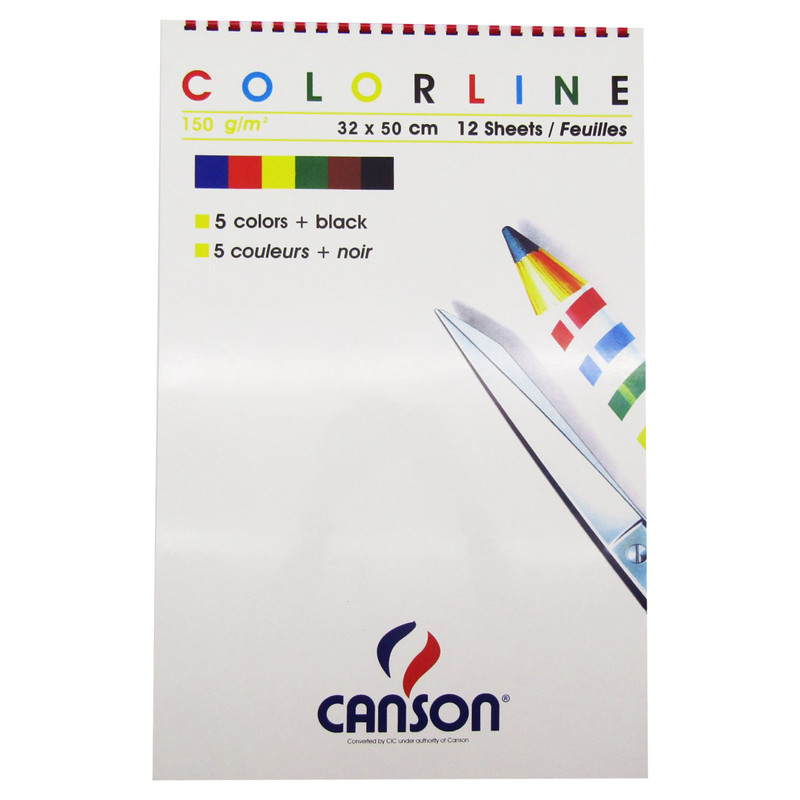 COLORLINE
150 g/m² 32 x 50 cm 12 Sheets / Feuilles
5 colors + black
5 couleurs + noir
CANSON®
Converted by CIC under authority of Canson